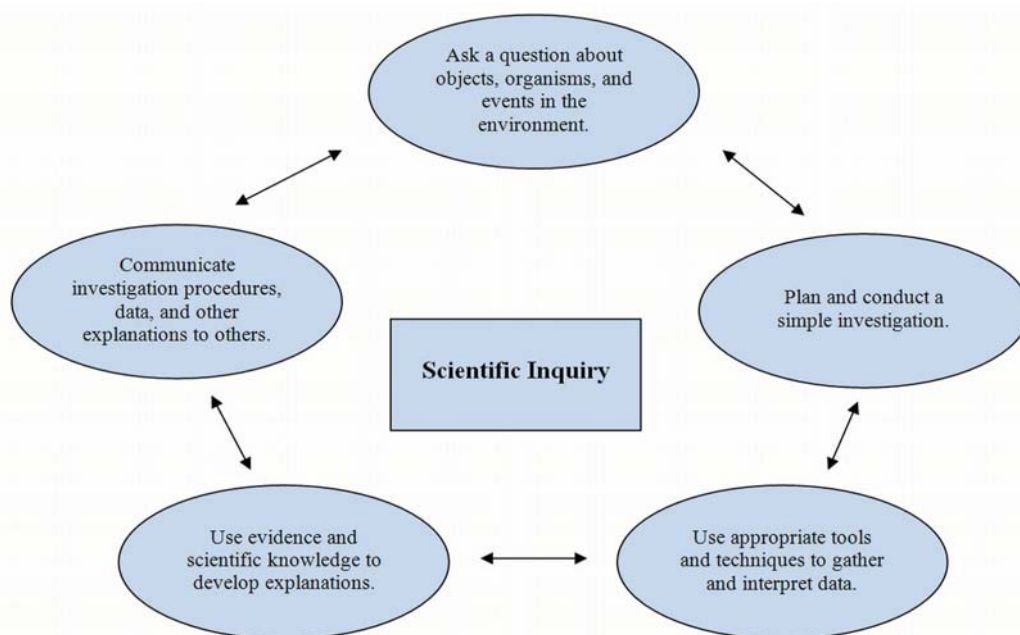 Ask a question about
objects, organisms, and
events in the
environment.
Communicate
investigation procedures,
data, and other
explanations to others.
Plan and conduct a
simple investigation.
Scientific Inquiry
Use evidence and
scientific knowledge to
develop explanations.
Use appropriate tools
and techniques to gather
and interpret data.